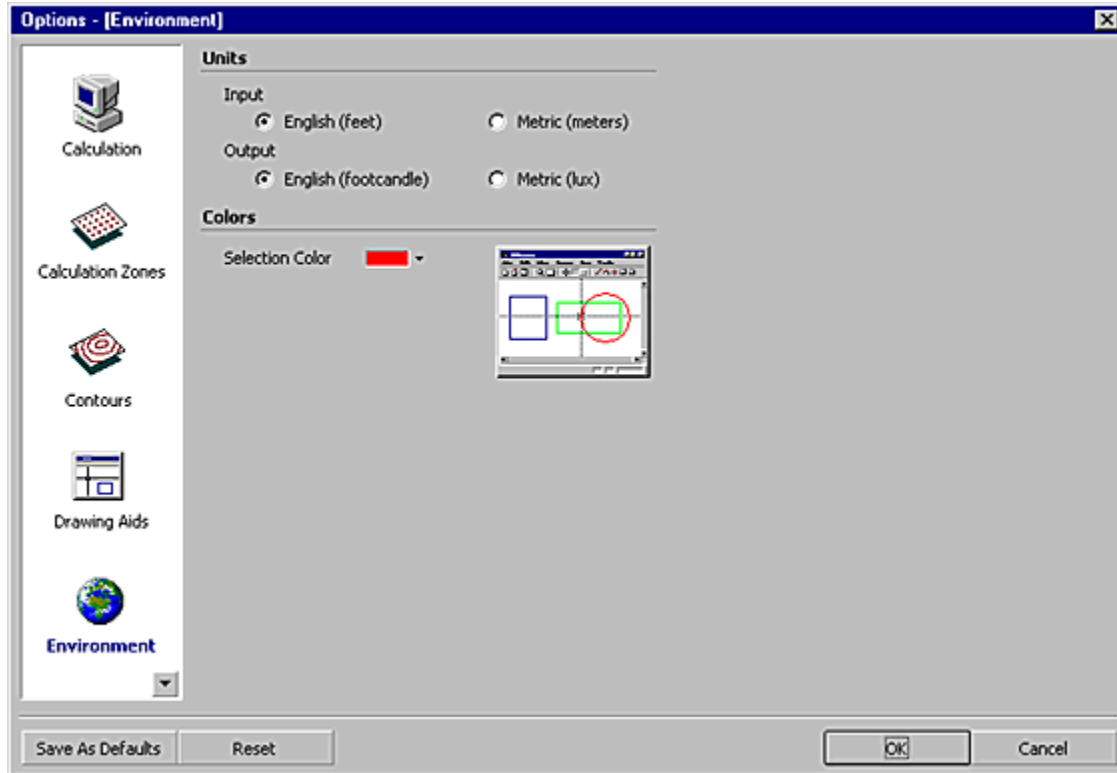 Options - [Environment]
Calculation
Calculation Zones
Contours
Drawing Aids
Environment
Units
Input
English (feet) Metric (meters)
Output
English (footcandle) Metric (lux)
Colors
Selection Color
Save As Defaults Reset OK Cancel